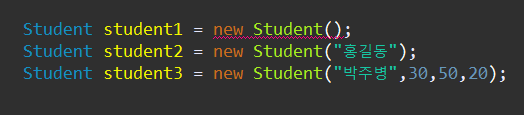 Student student1 = new Student();
Student student2 = new Student("홍길동");
Student student3 = new Student("박주병",30,50,20);